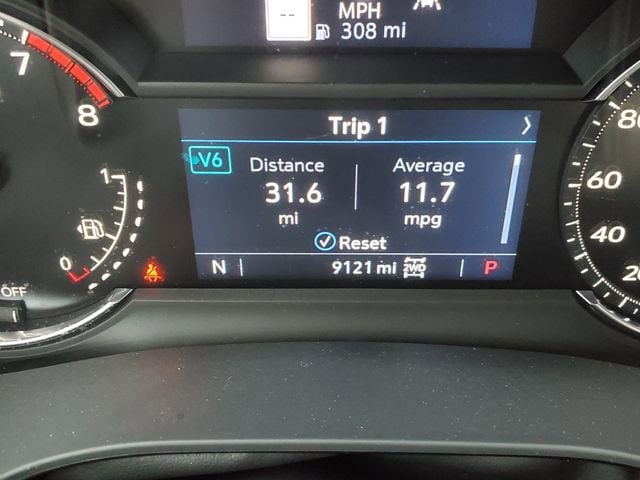 --
MPH
308 mi
7
8
1
0
OFF
Trip 1
V6
Distance
Average
31.6
11.7
mi
mpg
Reset
N
9121 mi 2WD
P
80
60
40
20